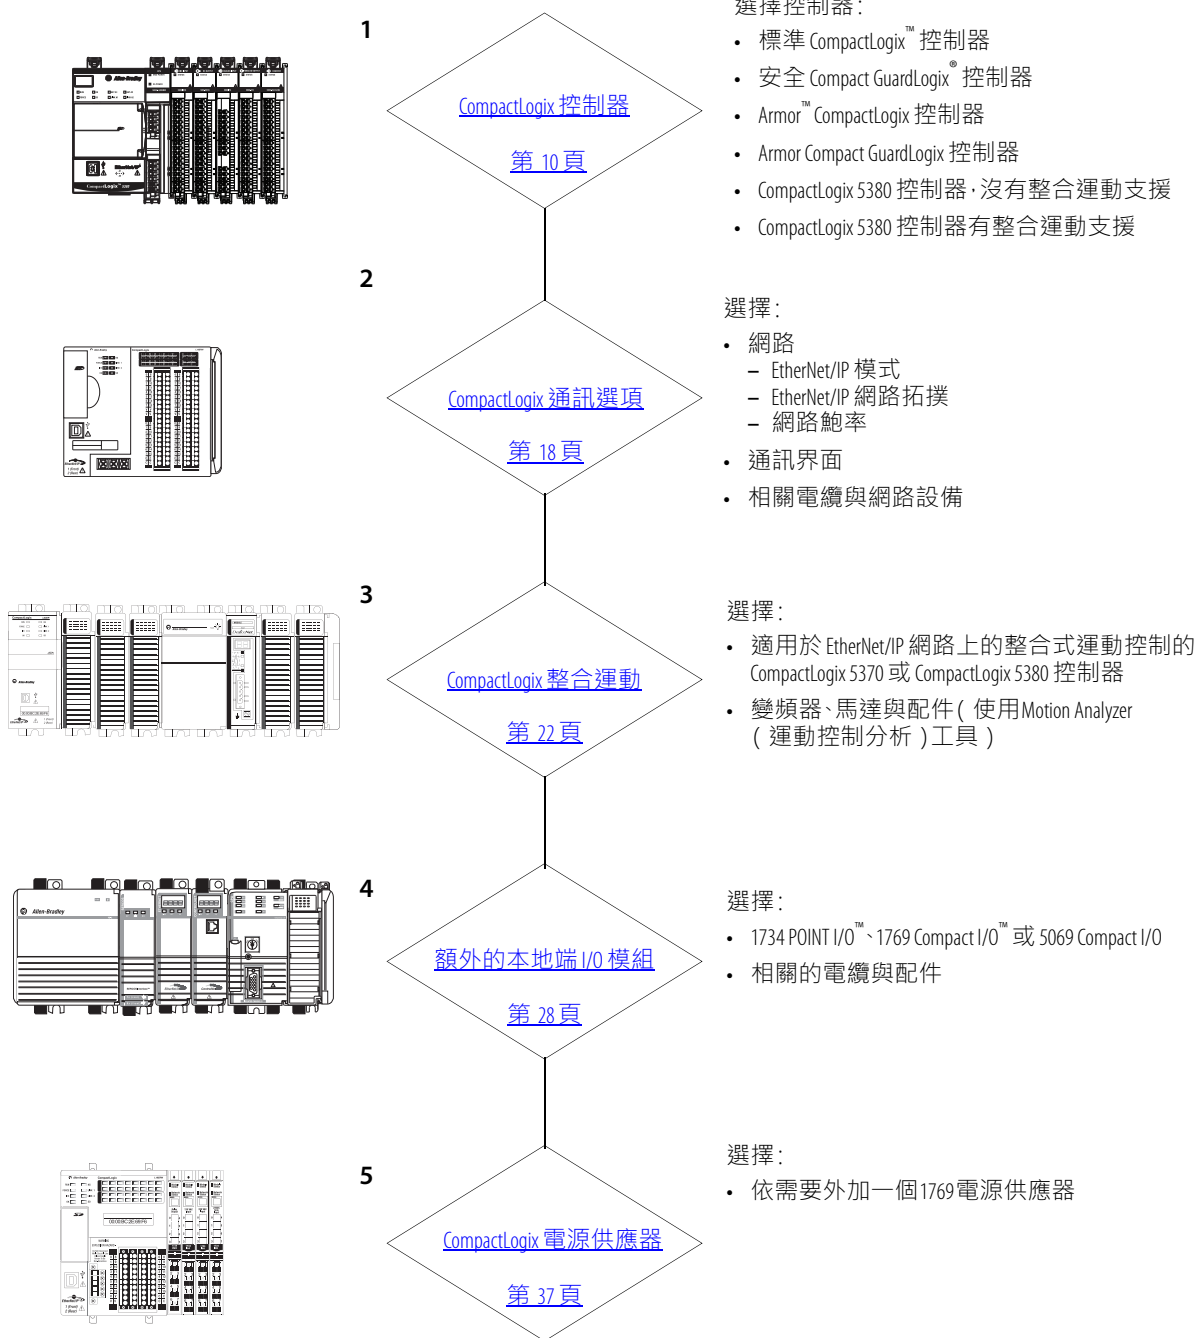 1
CompactLogix 控制器
第 10 頁
選擇控制器：
• 標準 CompactLogix™ 控制器
• 安全 Compact GuardLogix® 控制器
• Armor™ CompactLogix 控制器
• Armor Compact GuardLogix 控制器
• CompactLogix 5380 控制器，沒有整合運動支援
• CompactLogix 5380 控制器有整合運動支援
Allen-Bradley
2
CompactLogix 通訊選項
第 18 頁
選擇：
• 網路
– EtherNet/IP 模式
– EtherNet/IP 網路拓撲
– 網路鮑率
• 通訊界面
• 相關電纜與網路設備
3
CompactLogix 整合運動
第 22 頁
選擇：
• 適用於 EtherNet/IP 網路上的整合式運動控制的
CompactLogix 5370 或 CompactLogix 5380 控制器
• 變頻器、馬達與配件（使用Motion Analyzer
（運動控制分析）工具）
4
額外的本地端 I/O 模組
第 28 頁
選擇：
• 1734 POINT I/O™、1769 Compact I/O™ 或 5069 Compact I/O
• 相關的電纜與配件
Allen-Bradley
5
CompactLogix 電源供應器
第 37 頁
選擇：
• 依需要外加一個1769電源供應器